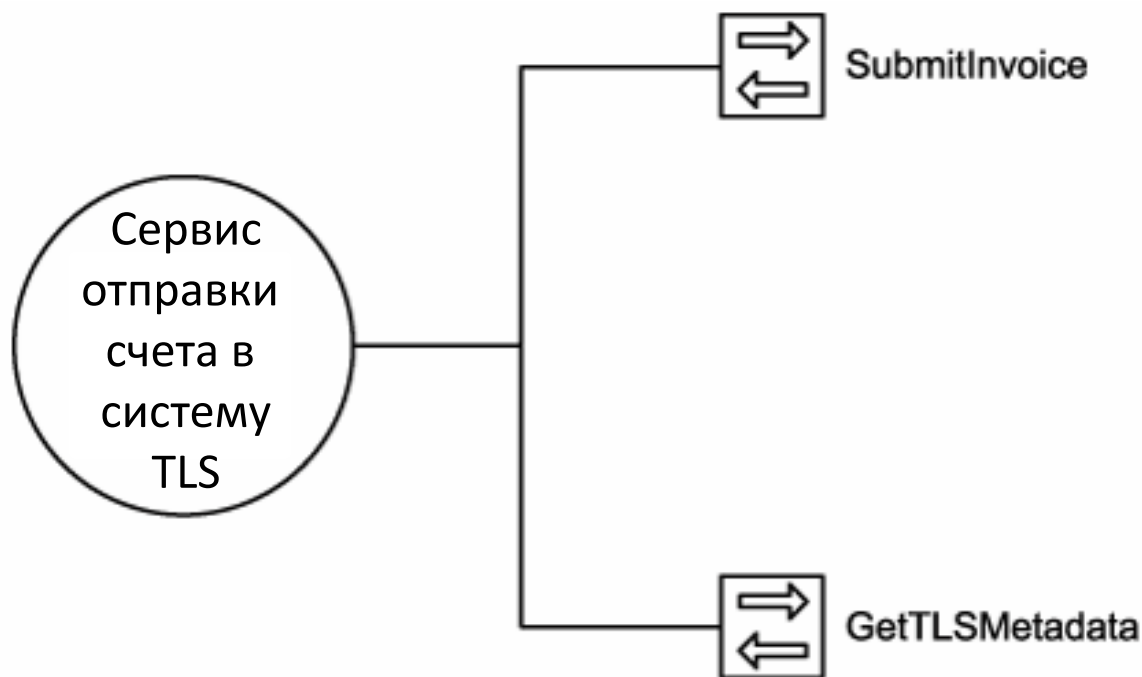 SubmitInvoice
Сервис
отправки
счета в
систему
TLS
GetTLSMetadata